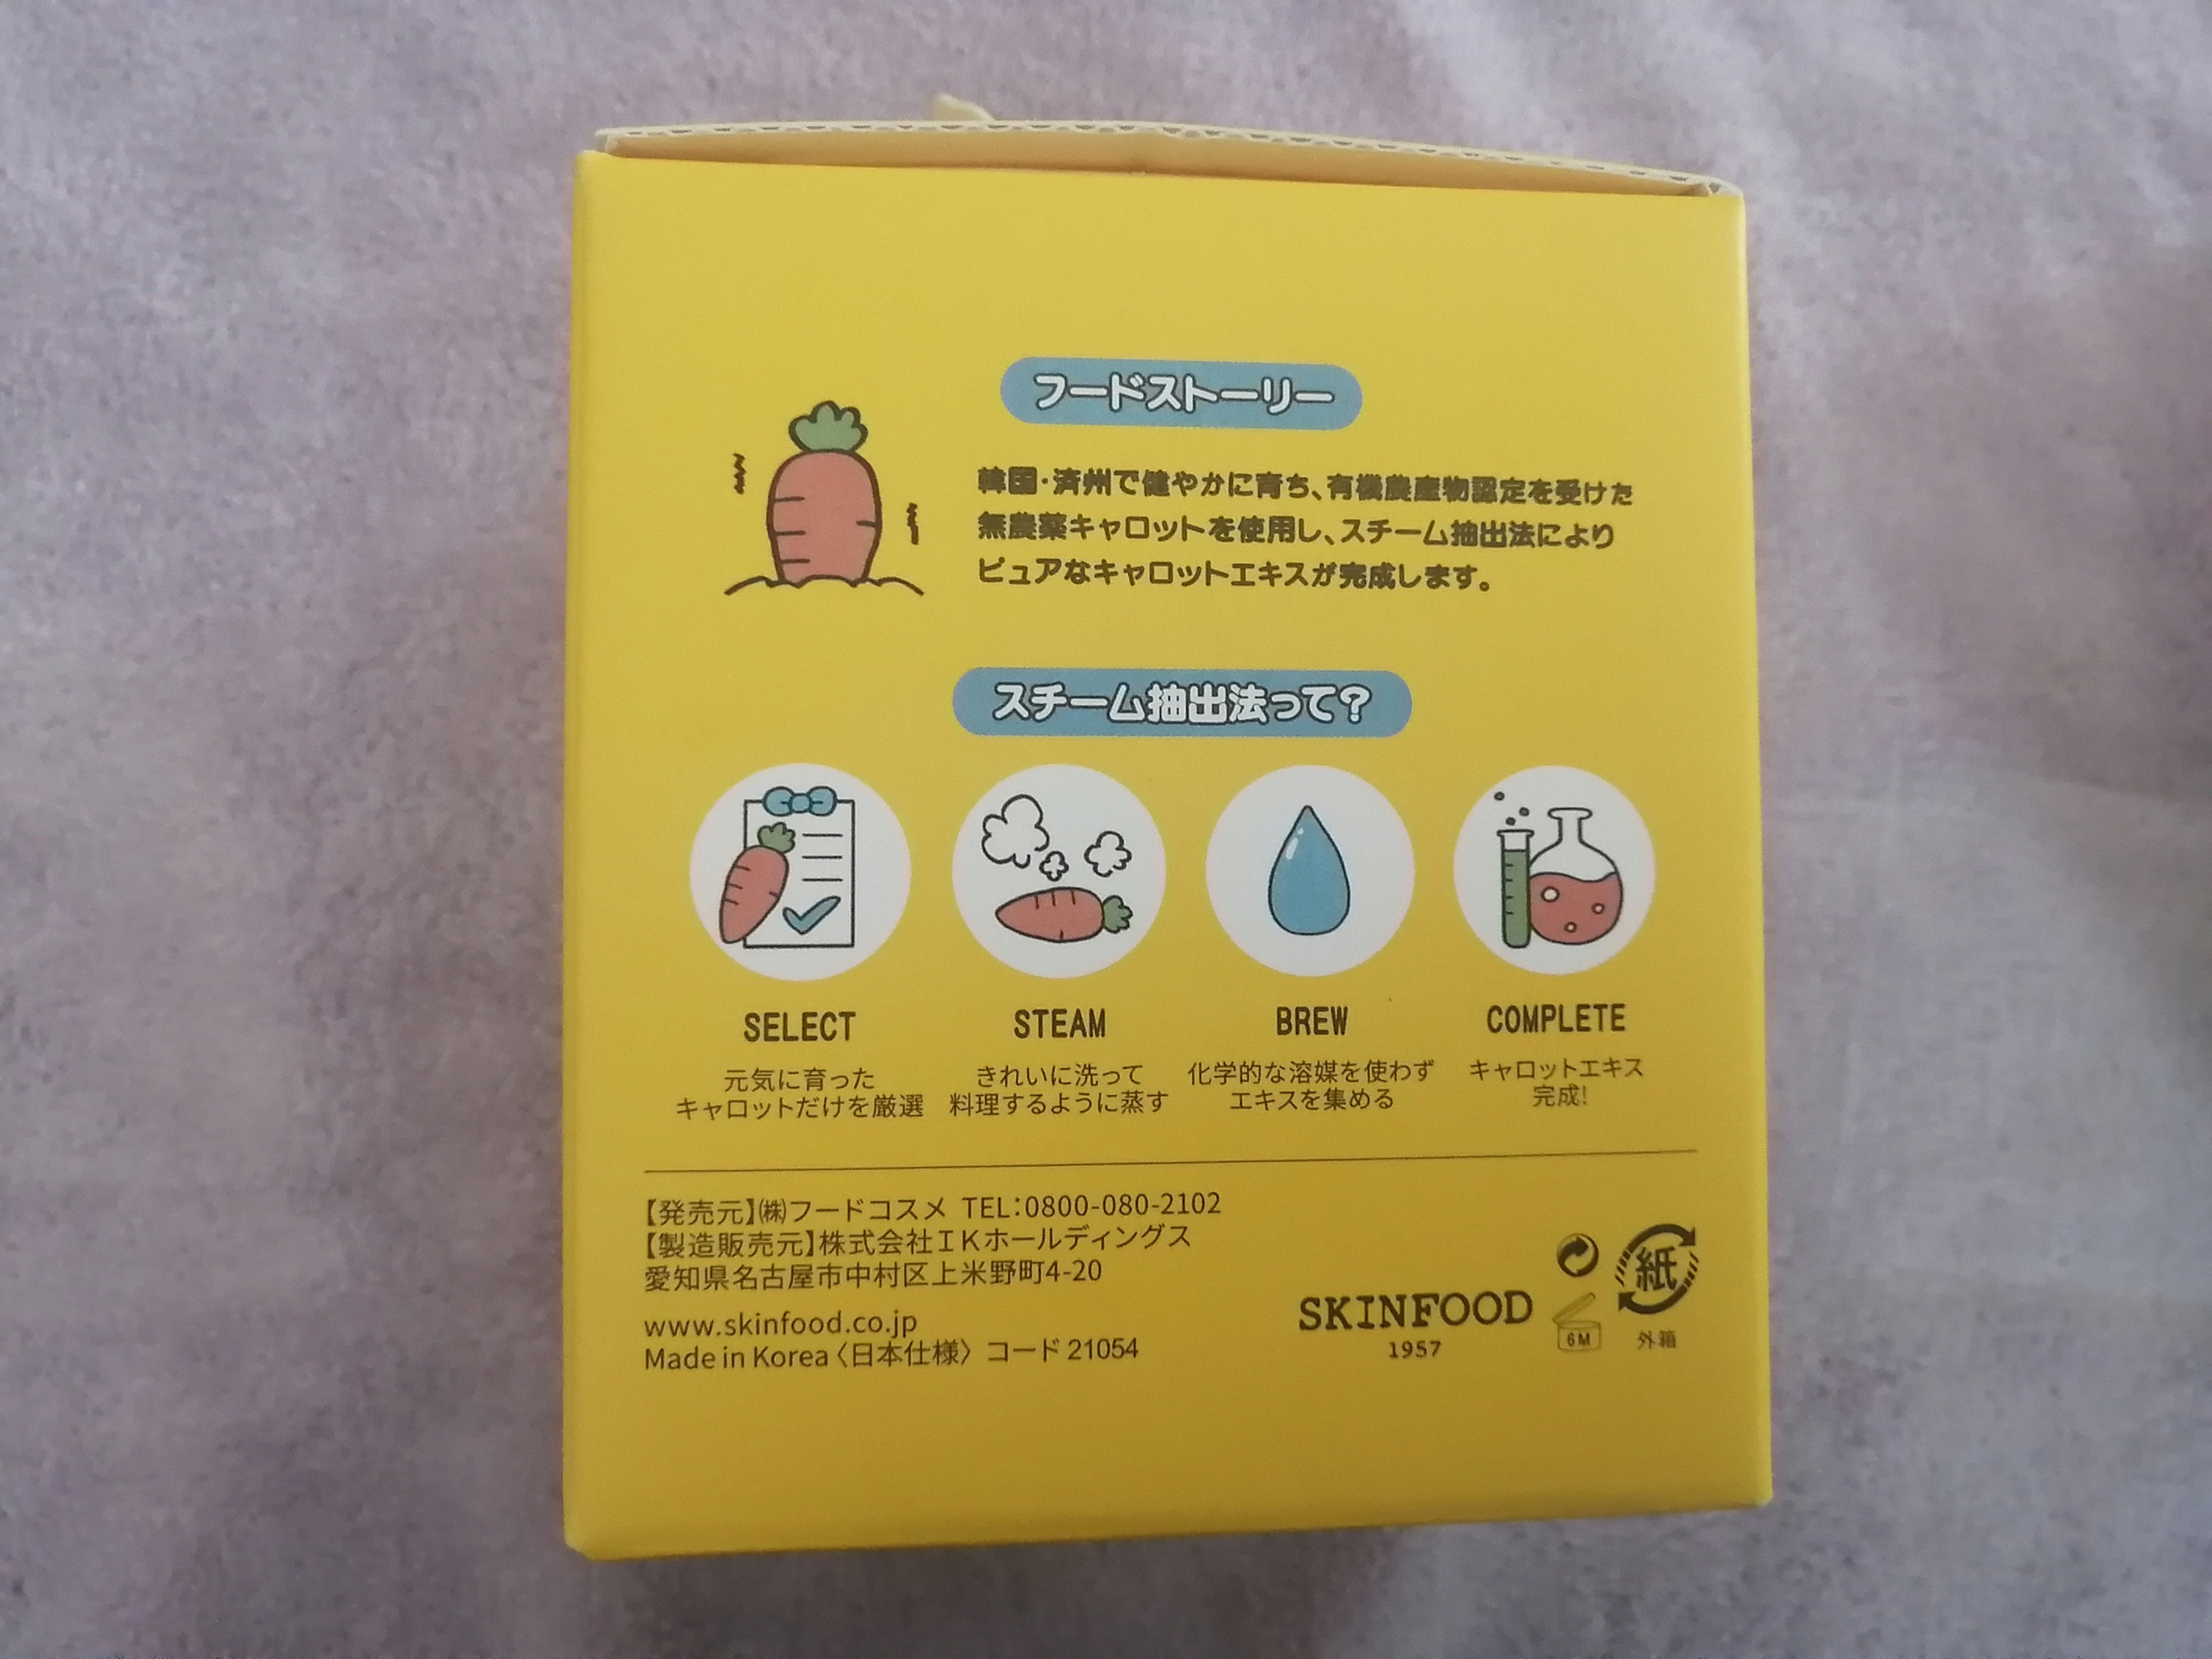 フードストーリー
韓国・済州で健やかに育ち、有機農産物認定を受けた
無農薬キャロットを使用し、スチーム抽出法により
ピュアなキャロットエキスが完成します。
スチーム抽出法って?
SELECT
元気に育った
キャロットだけを厳選
STEAM
きれいに洗って
料理するように蒸す
BREW
化学的な溶媒を使わず
エキスを集める
COMPLETE
キャロットエキス
完成!
【発売元】㈱フードコスメ TEL:0800-080-2102
【製造販売元】株式会社IKホールディングス
愛知県名古屋市中村区上米野町4-20
www.skinfood.co.jp
Made in Korea〈日本仕様〉 コード 21054
SKINFOOD
1957
6M
紙
外箱